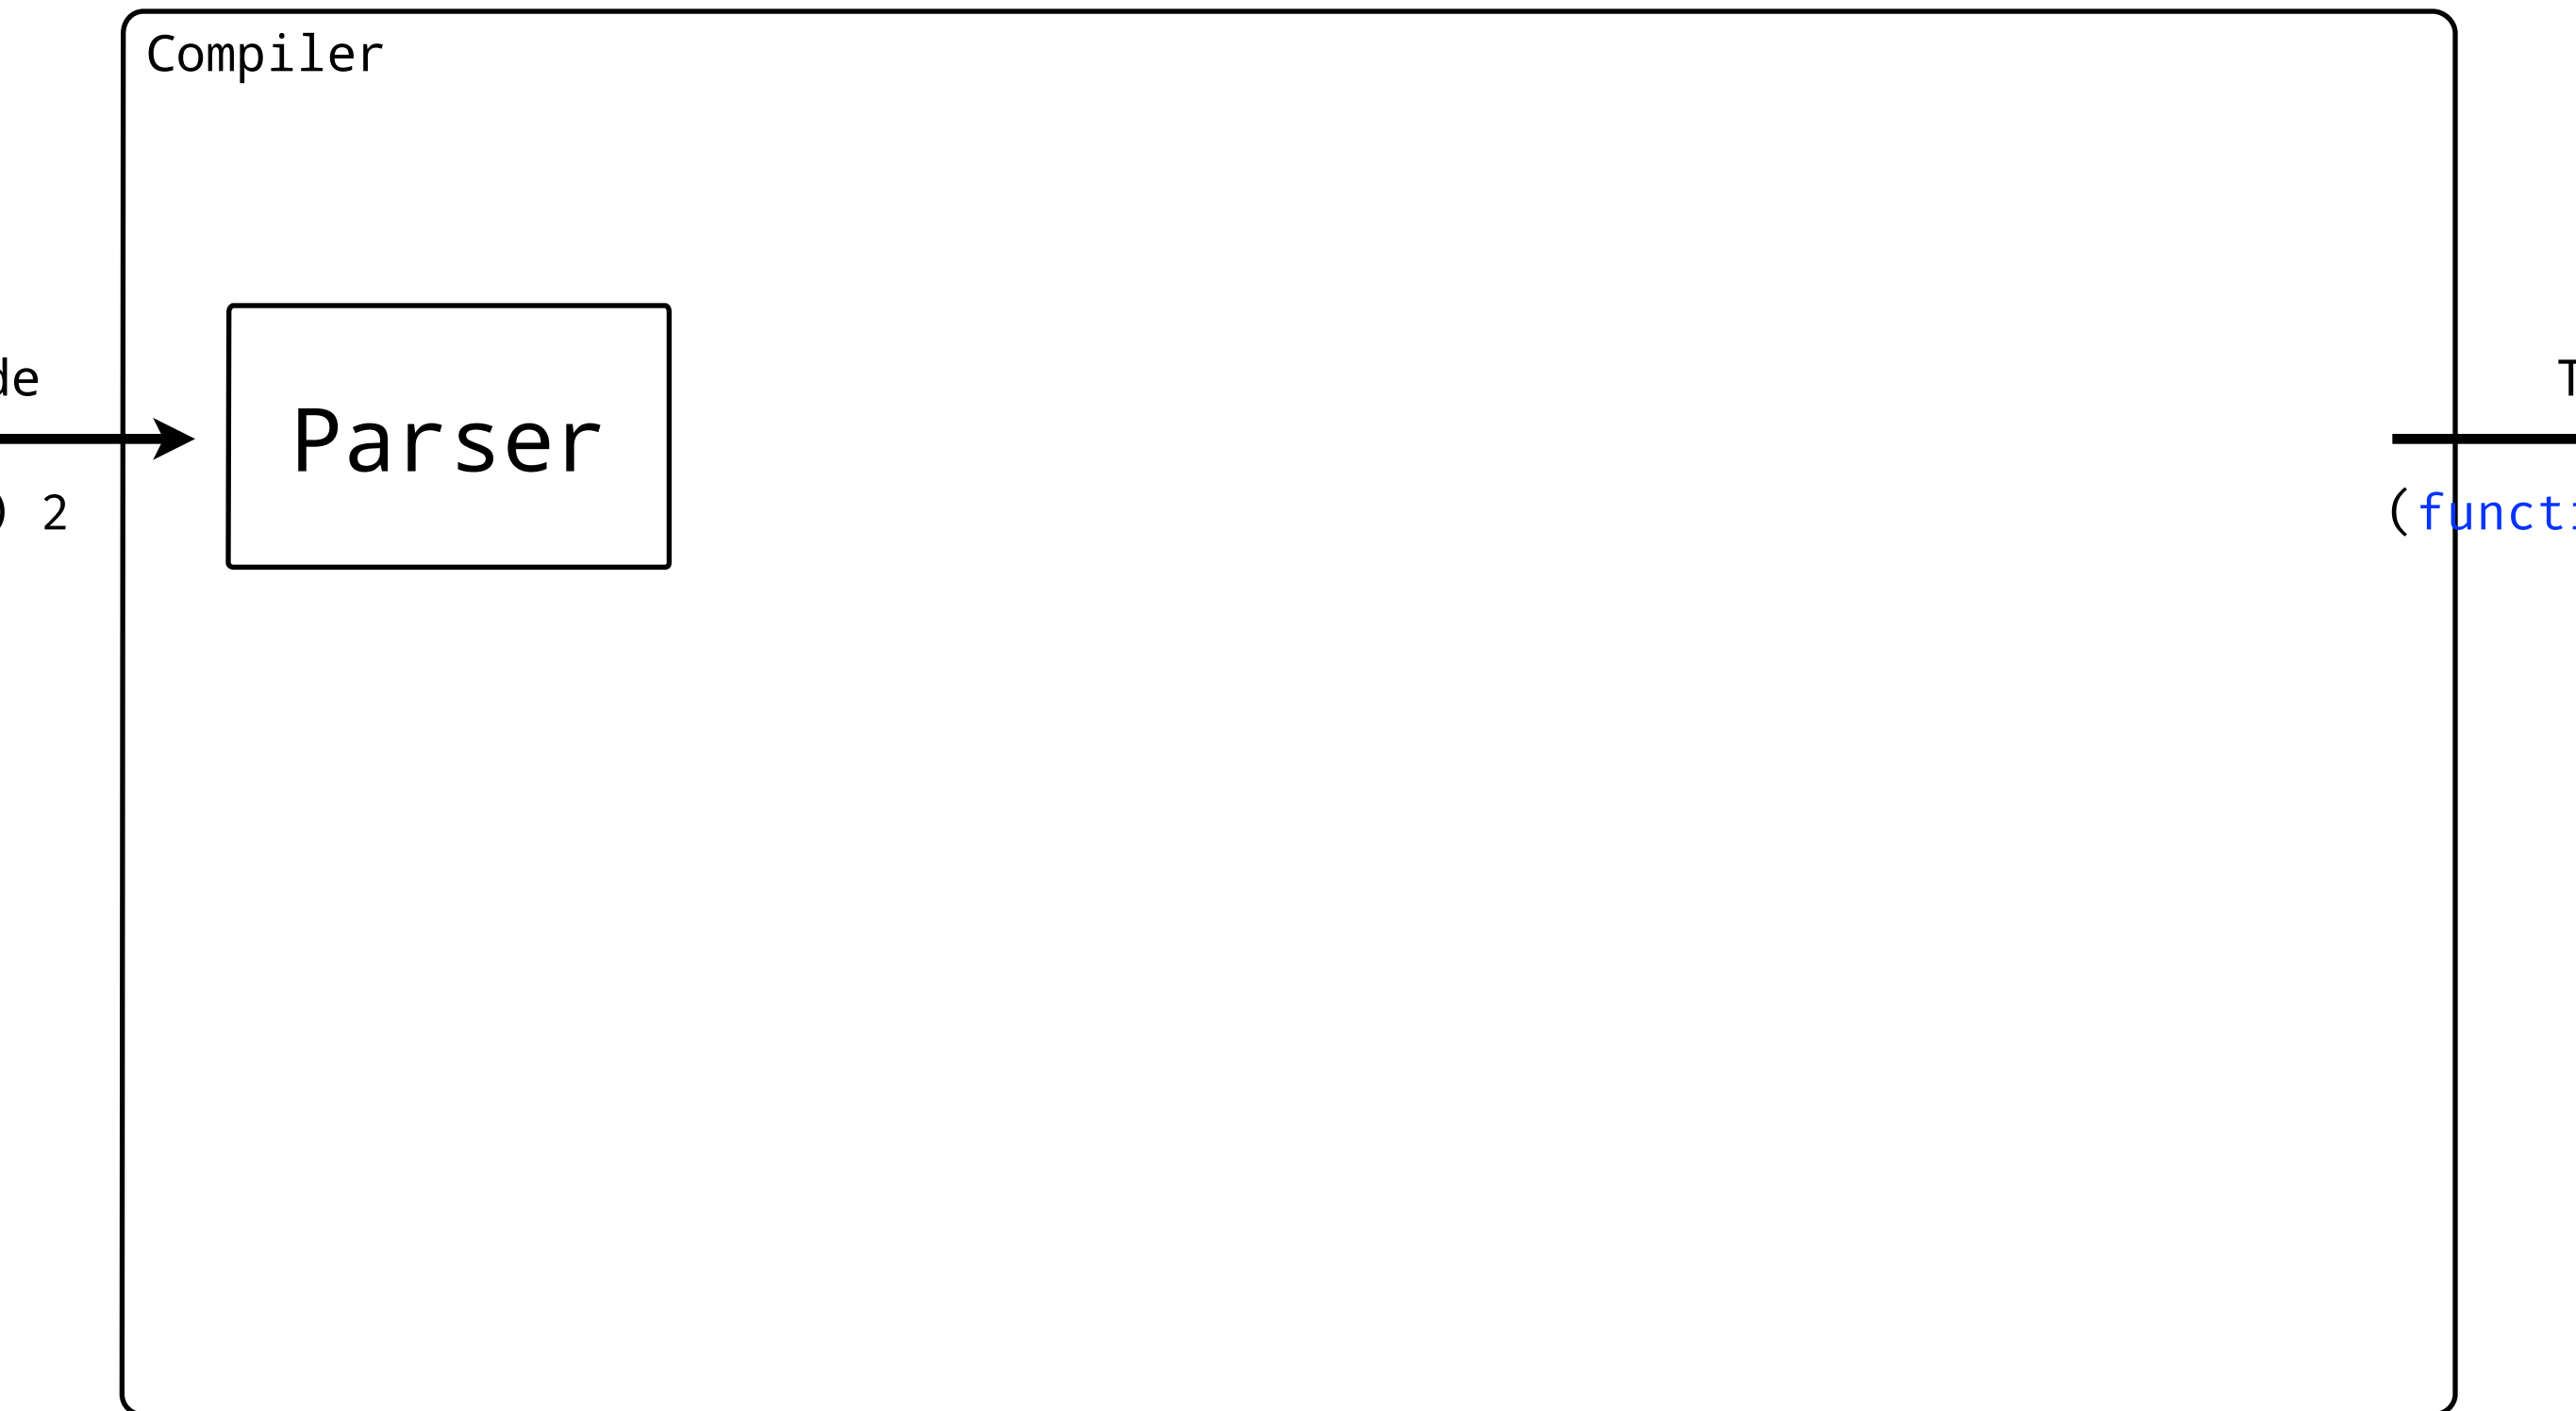 Compiler
de
Parser
T
) 2
(functi